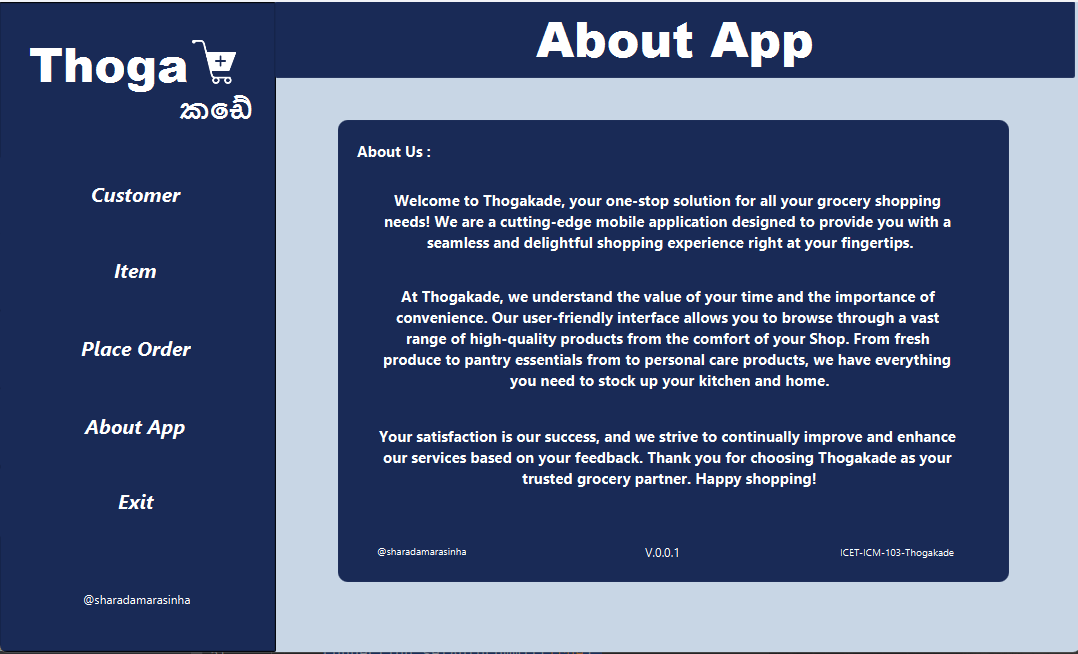 Thoga
කඩේ
Customer
Item
Place Order
About App
Exit
@sharadamarasinha
About App
About Us :
Welcome to Thogakade, your one-stop solution for all your grocery shopping
needs! We are a cutting-edge mobile application designed to provide you with a
seamless and delightful shopping experience right at your fingertips.
At Thogakade, we understand the value of your time and the importance of
convenience. Our user-friendly interface allows you to browse through a vast
range of high-quality products from the comfort of your Shop. From fresh
produce to pantry essentials from to personal care products, we have everything
you need to stock up your kitchen and home.
Your satisfaction is our success, and we strive to continually improve and enhance
our services based on your feedback. Thank you for choosing Thogakade as your
trusted grocery partner. Happy shopping!
@sharadamarasinha
V.0.0.1
ICET-ICM-103-Thogakade